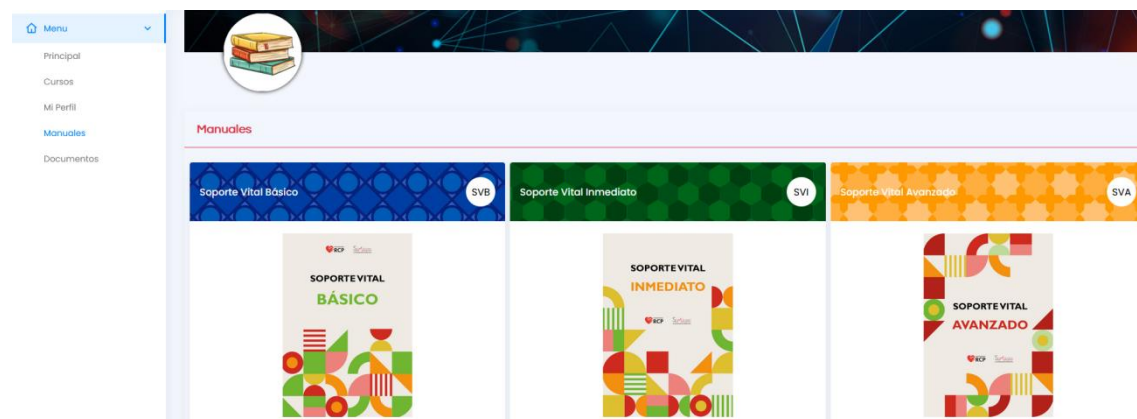 Menu
Principal
Cursos
Mi Perfil
Manuales
Documentos
Manuales
Soporte Vital Básico
SVB
Soporte Vital Inmediato
SVI
Soporte Vital Avanzado
SVA
RCP
SOPORTE VITAL
BÁSICO
SOPORTE VITAL
INMEDIATO
RCP
SOPORTE VITAL
AVANZADO
RCP